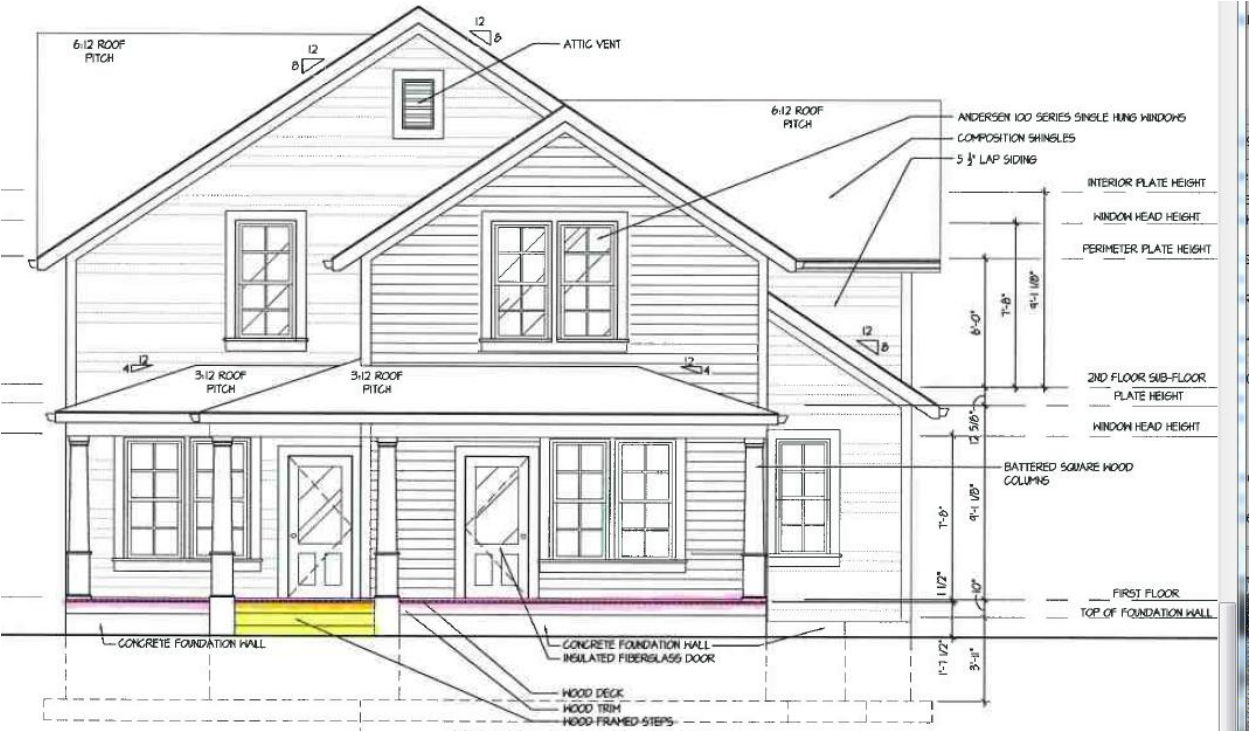 6:12 ROOF
PITCH
12
8
12
8
ATTIC VENT
6:12 ROOF
PITCH
ANDERSEN 100 SERIES SINGLE HUNG WINDOWS
COMPOSITION SHINGLES
5 ½" LAP SIDING
INTERIOR PLATE HEIGHT
WINDOW HEAD HEIGHT
PERIMETER PLATE HEIGHT
6'-0"
7'-8"
9'-1 1/8"
12
8
12
4
3:12 ROOF
PITCH
3:12 ROOF
PITCH
12
4
2ND FLOOR SUB-FLOOR
PLATE HEIGHT
12 5/8"
WINDOW HEAD HEIGHT
BATTERED SQUARE WOOD
COLUMNS
7'-8"
9'-1 1/8"
1 1/2"
10"
FIRST FLOOR
TOP OF FOUNDATION WALL
CONCRETE FOUNDATION WALL
CONCRETE FOUNDATION WALL
INSULATED FIBERGLASS DOOR
1'-7 1/2"
3'-11"
WOOD DECK
WOOD TRIM
WOOD FRAMED STEPS